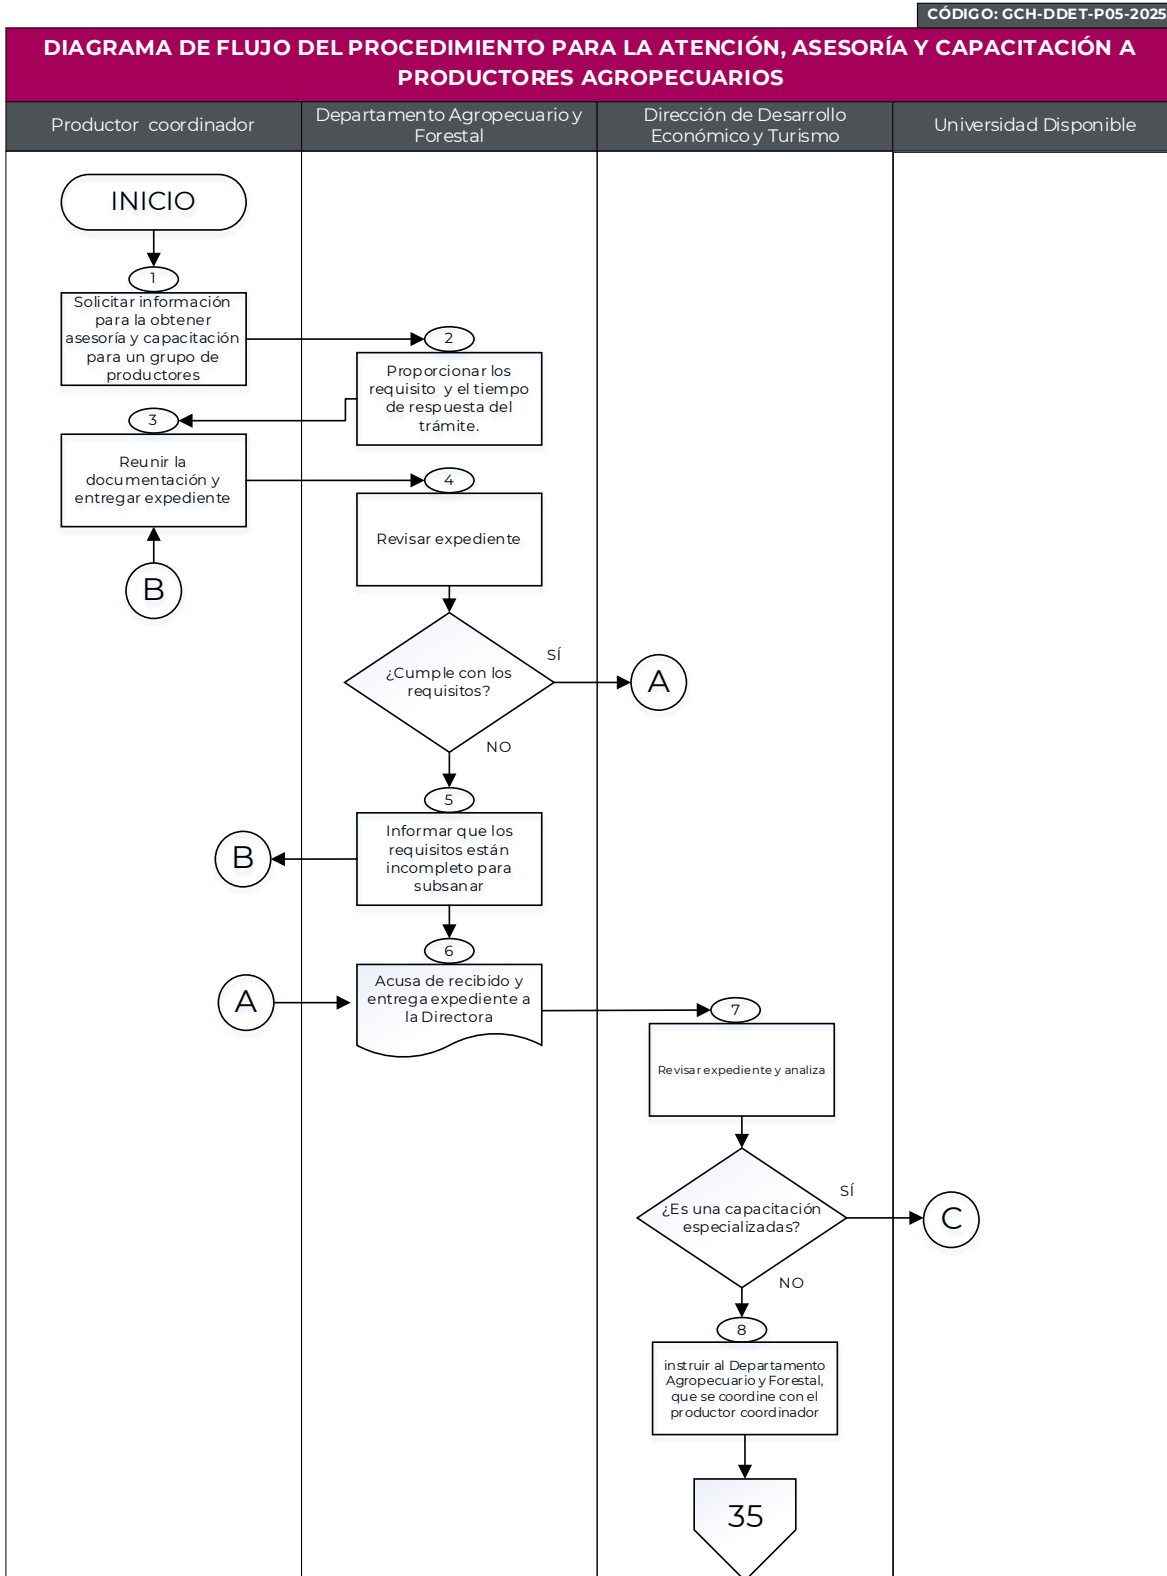 CÓDIGO: GCH-DDET-P05-2025
DIAGRAMA DE FLUJO DEL PROCEDIMIENTO PARA LA ATENCIÓN, ASESORÍA Y CAPACITACIÓN A
PRODUCTORES AGROPECUARIOS
Productor coordinador
Departamento Agropecuario y
Forestal
Dirección de Desarrollo
Económico y Turismo
Universidad Disponible
INICIO
1
Solicitar información
para la obtener
asesoría y capacitación
para un grupo de
productores
2
Proporcionar los
requisito y el tiempo
de respuesta del
trámite.
3
Reunir la
documentación y
entregar expediente
4
Revisar expediente
B
¿Cumple con los
requisitos?
SÍ
A
NO
5
Informar que los
requisitos están
incompleto para
subsanar
B
6
Acusa de recibido y
entrega expediente a
la Directora
A
7
Revisar expediente y analiza
¿Es una capacitación
especializadas?
SÍ
C
NO
8
instruir al Departamento
Agropecuario y Forestal,
que se coordine con el
productor coordinador
35